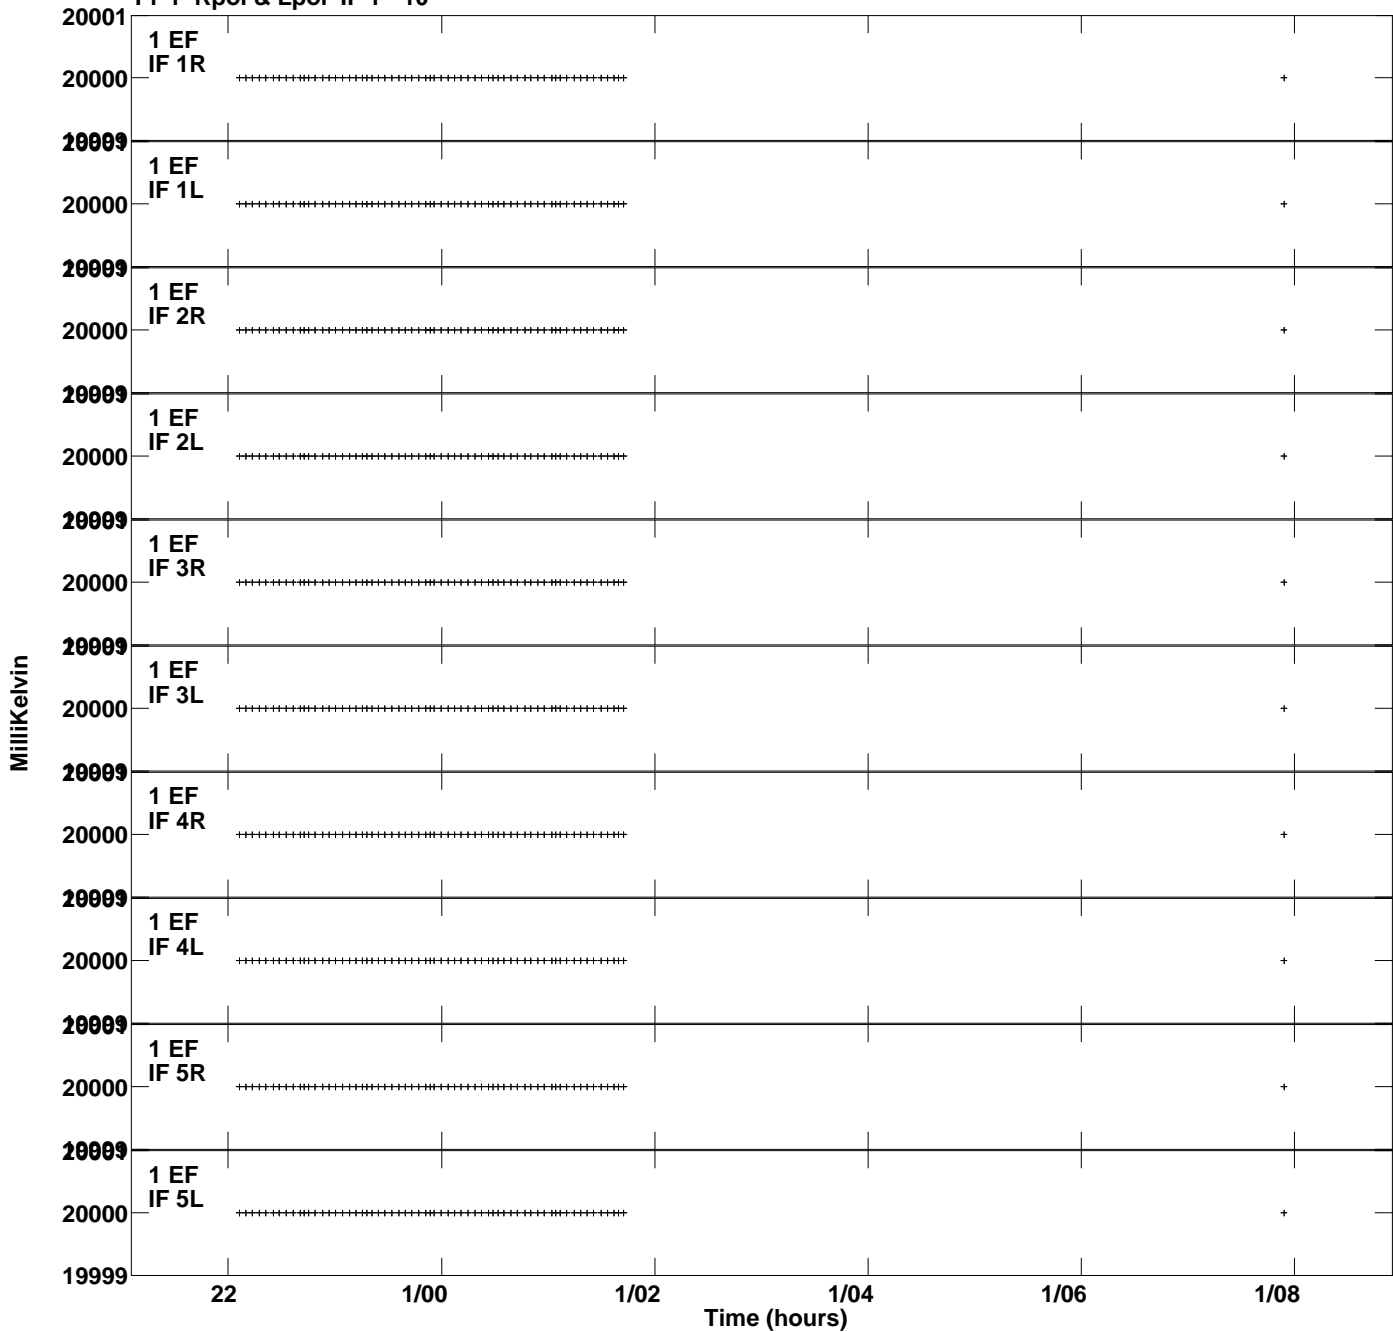 Rpol & Lpol IF
20001
1 EF
IF 1R
20000
1 EF
IF 1L
20000
1 EF
IF 2R
20000
1 EF
IF 2L
20000
1 EF
IF 3R
20000
1 EF
IF 3L
20000
1 EF
IF 4R
20000
1 EF
IF 4L
20000
1 EF
IF 5R
20000
1 EF
IF 5L
20000
19999
MilliKelvin
22 1/00 1/02 1/04 1/06 1/08
Time (hours)